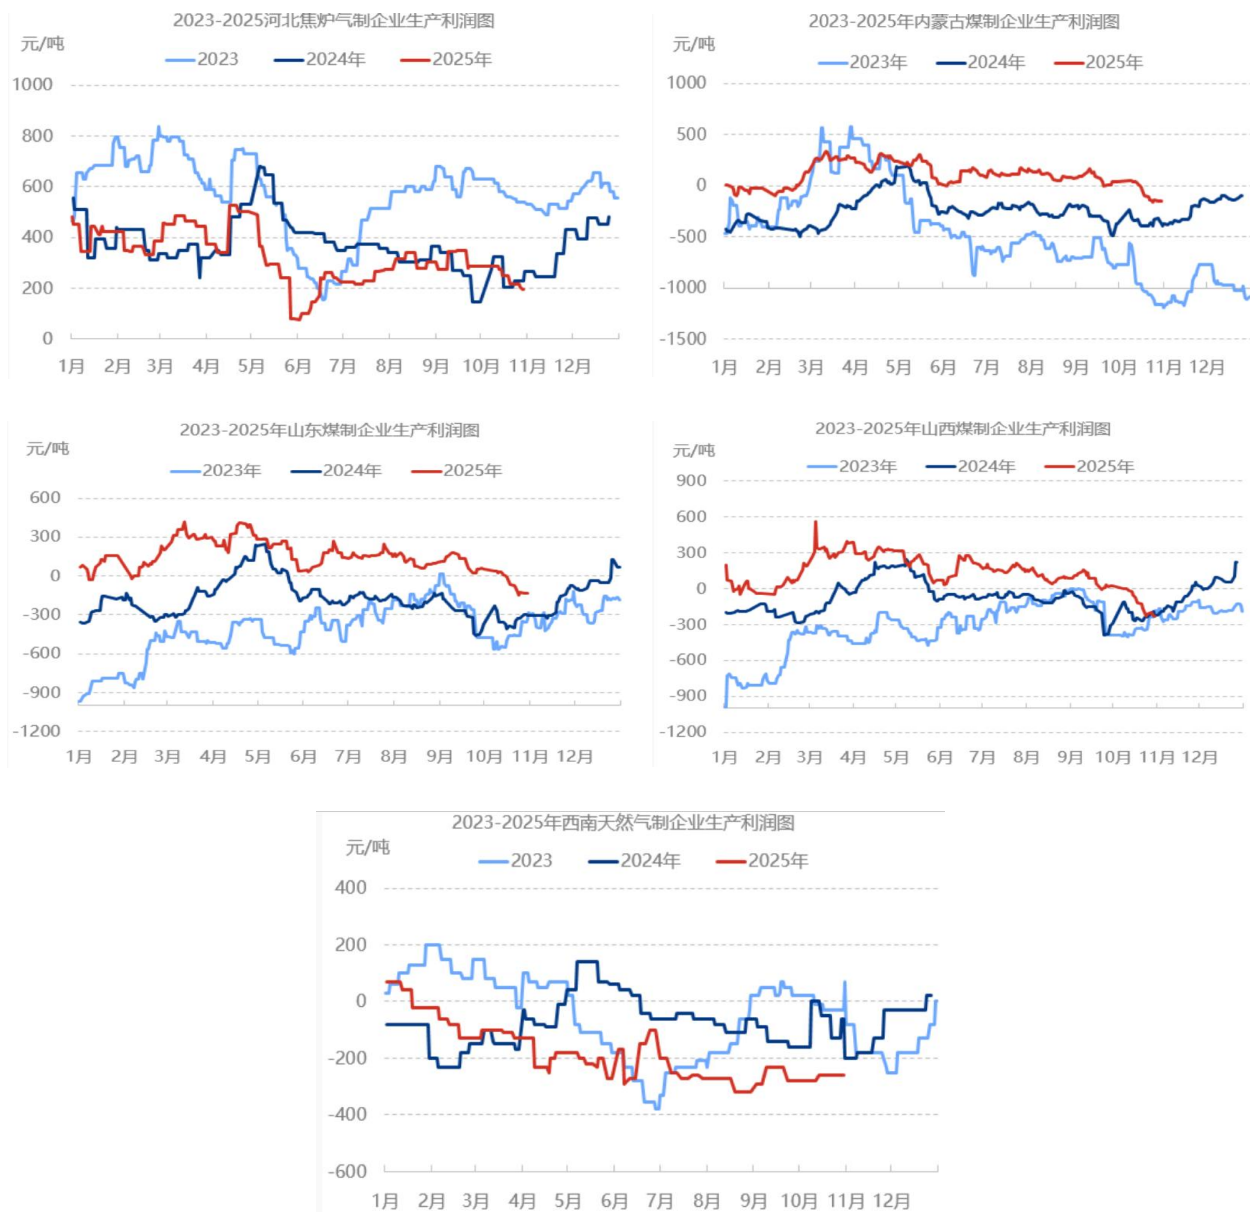 2023-2025河北焦炉气制企业生产利润图
元/吨
2023 2024年 2025年
1000
800
600
400
200
0
1月 2月 3月 4月 5月 6月 7月 8月 9月 10月 11月 12月
2023-2025年内蒙古煤制企业生产利润图
元/吨
2023年 2024年 2025年
1000
500
0
-500
-1000
-1500
1月 2月 3月 4月 5月 6月 7月 8月 9月 10月 11月 12月
2023-2025年山东煤制企业生产利润图
元/吨
2023年 2024年 2025年
600
300
0
-300
-600
-900
-1200
1月 2月 3月 4月 5月 6月 7月 8月 9月 10月 11月 12月
2023-2025年山西煤制企业生产利润图
元/吨
2023年 2024年 2025年
900
600
300
0
-300
-600
-900
-1200
1月 2月 3月 4月 5月 6月 7月 8月 9月 10月 11月 12月
2023-2025年西南天然气制企业生产利润图
元/吨
2023 2024年 2025年
400
200
0
-200
-400
-600
1月 2月 3月 4月 5月 6月 7月 8月 9月 10月 11月 12月